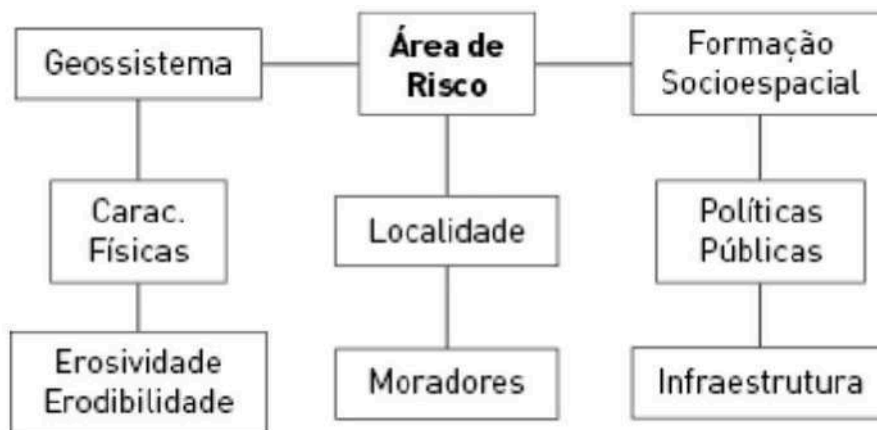 Geossistema
Área de
Risco
Formação
Socioespacial
Carac.
Físicas
Localidade
Políticas
Públicas
Erosividade
Erodibilidade
Moradores
Infraestrutura